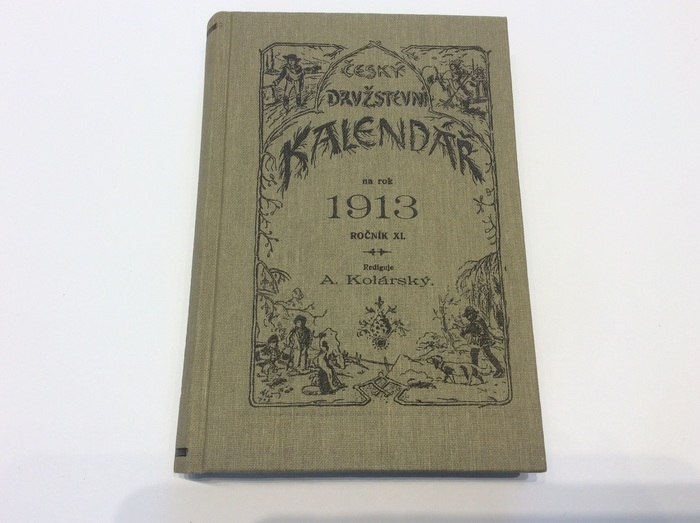 ČESKÝ
DRUŽSTEVNÍ
KALENDÁŘ
na rok
1913
ROČNÍK XI.
Rediguje
A. Kolárský.